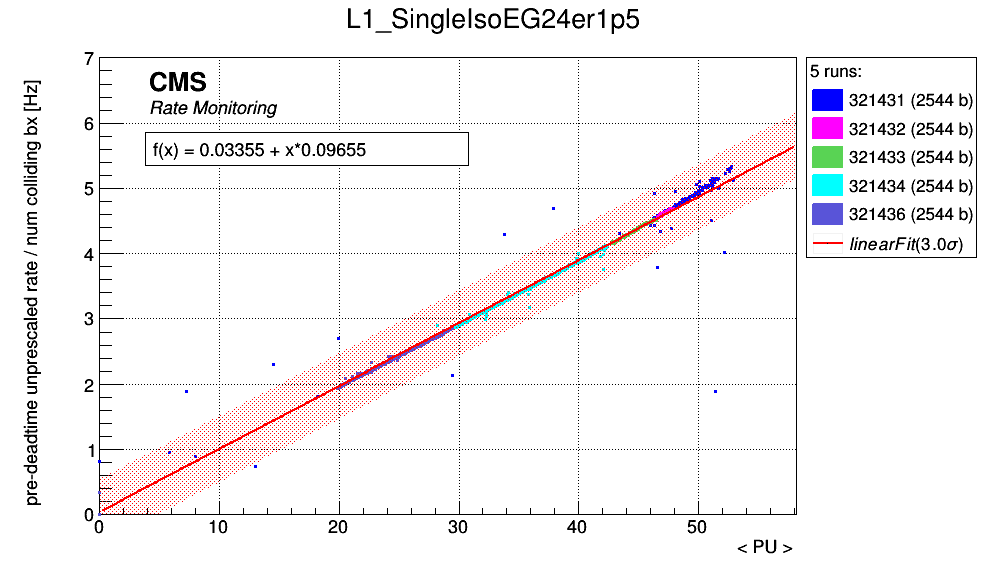 L1_SingleIsoEG24er1p5
pre-deadtime unprescaled rate / num colliding bx [Hz]
7
6
5
4
3
2
1
0
CMS
Rate Monitoring
f(x) = 0.03355 + x*0.09655
0 10 20 30 40 50
< PU >
5 runs:
321431 (2544 b)
321432 (2544 b)
321433 (2544 b)
321434 (2544 b)
321436 (2544 b)
linearFit(3.0σ)